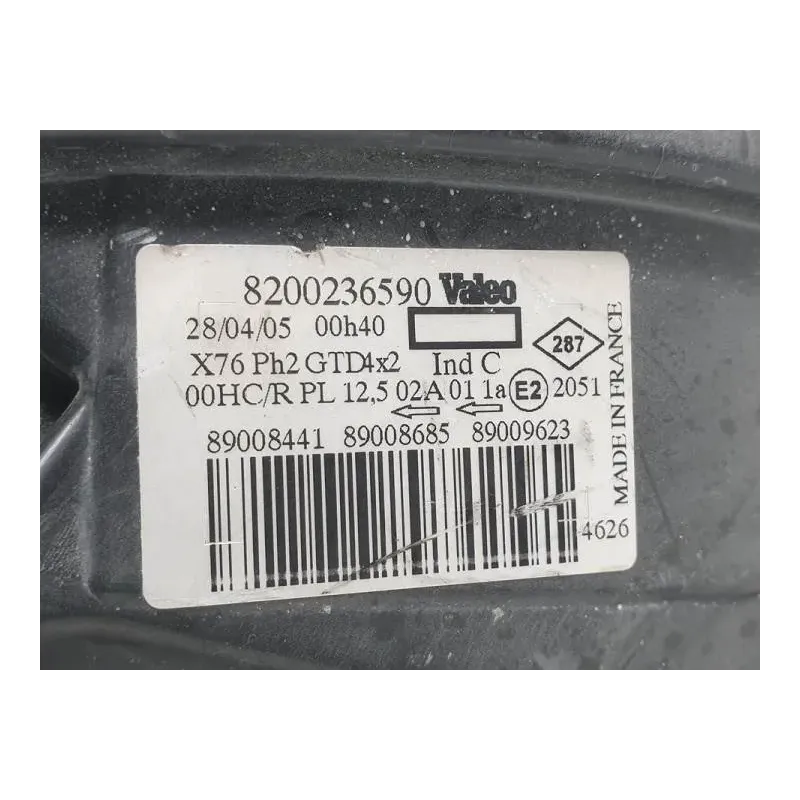 8200236590 Valeo
28/04/05 00h40
287
X76 Ph2 GTD4x2 Ind C
00HC/R PL 12,5 02A 01 1a E2 2051
89008441 89008685 89009623
4626
MADE IN FRANCE